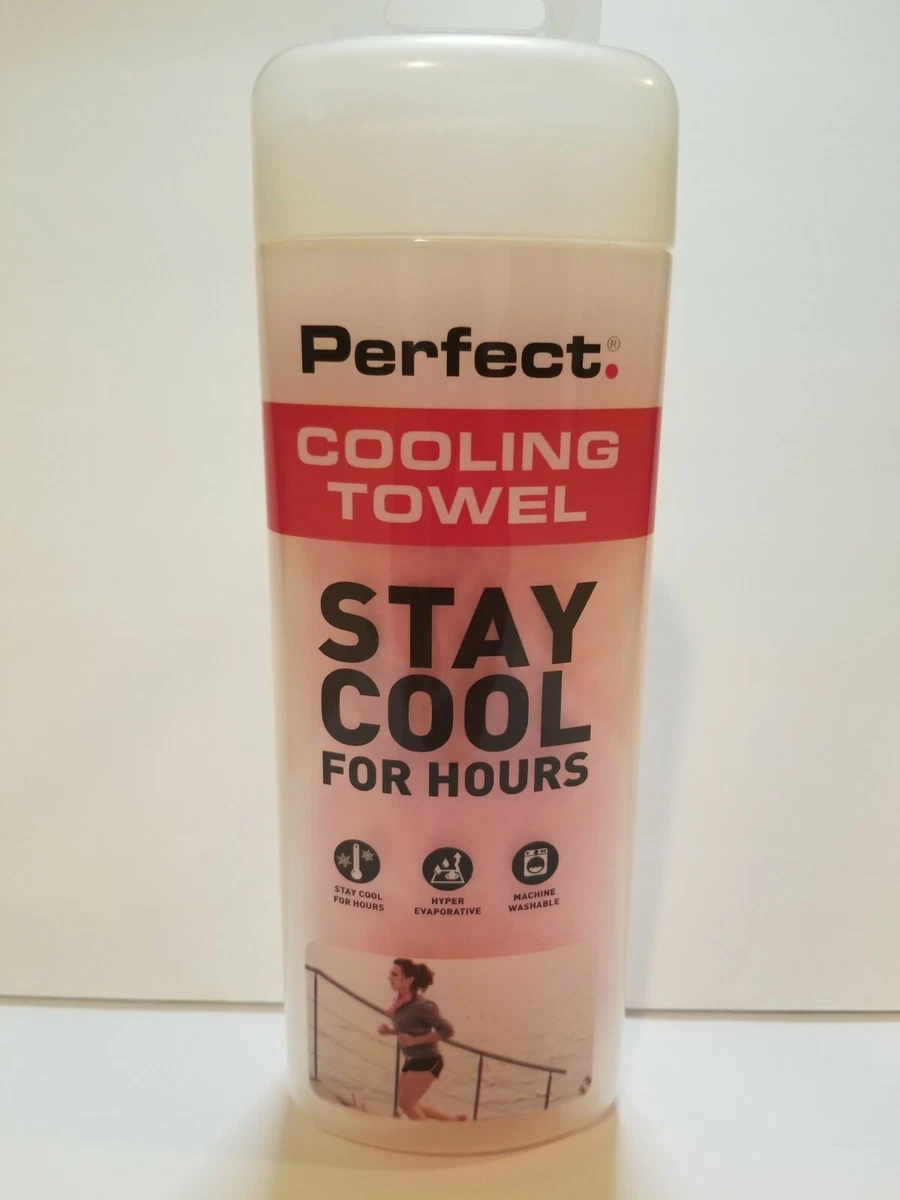 Perfect.®
COOLING
TOWEL
STAY
COOL
FOR HOURS
STAY COOL
FOR HOURS
HYPER
EVAPORATIVE
MACHINE
WASHABLE